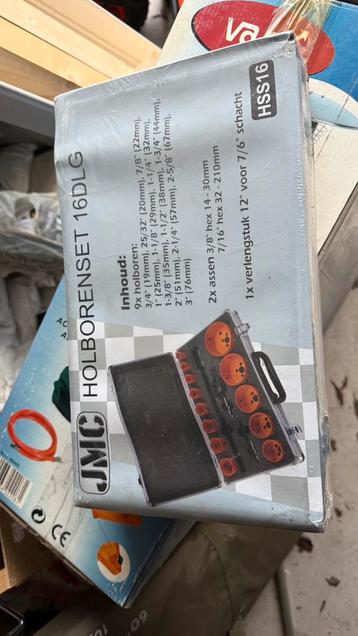 JMC HOLBORENSET 16DLG
Inhoud:
9x holboren:
3/4" (19mm), 25/32" (20mm), 7/8" (22mm),
1" (25mm), 1-1/8" (29mm), 1-1/4" (32mm),
1-3/8" (35mm), 1-1/2" (38mm), 1-3/4" (44mm),
2" (51mm), 2-1/4" (57mm), 2-5/8" (67mm),
3" (76mm)
2x assen 3/8" hex 14 - 30mm
7/16" hex 32 - 210mm
1x verlengstuk 12" voor 7/6" schacht
HSS16
CE